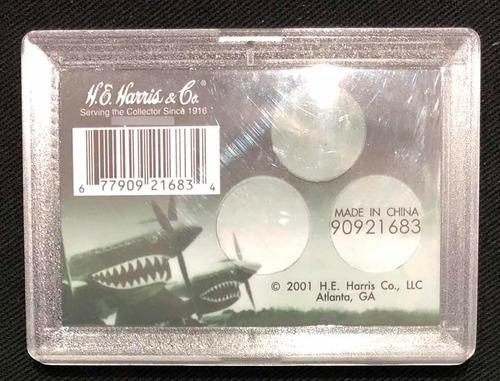 H.E. Harris & Co.®
Serving the Collector Since 1916
6 77909 21683 4
MADE IN CHINA
90921683
© 2001 H.E. Harris Co., LLC
Atlanta, GA